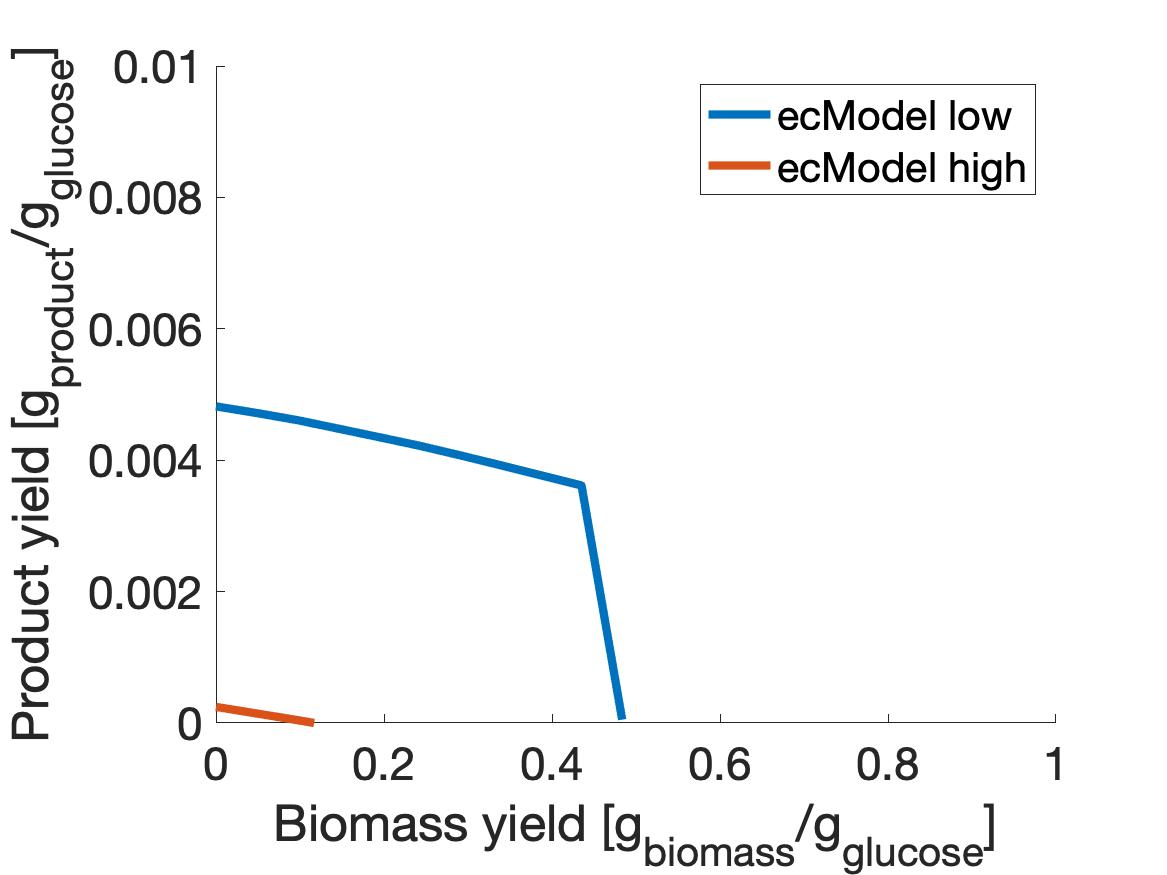 Product yield [gproduct/gglucose]
0.01
0.008
0.006
0.004
0.002
0
ecModel low
ecModel high
0 0.2 0.4 0.6 0.8 1
Biomass yield [gbiomass/gglucose]